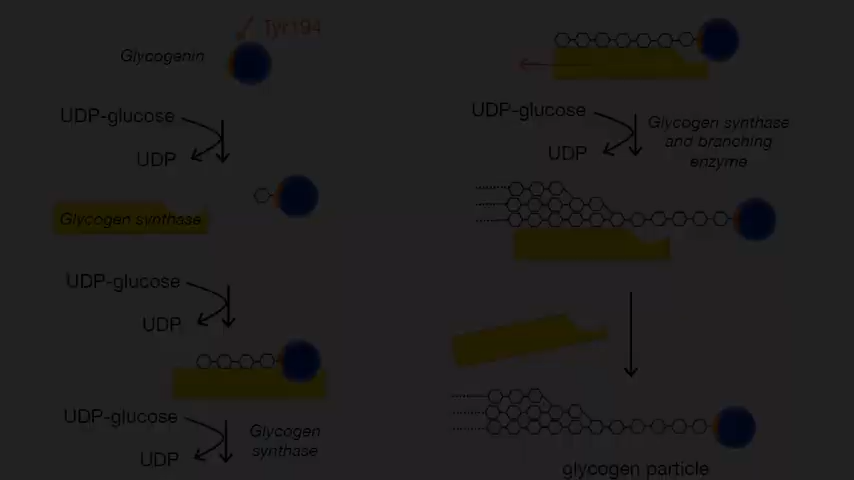 Tyr194
Glycogenin
UDP-glucose
UDP
Glycogen synthase
UDP-glucose
UDP
UDP-glucose
Glycogen
synthase
UDP
UDP-glucose
Glycogen synthase
and branching
enzyme
UDP
glycogen particle